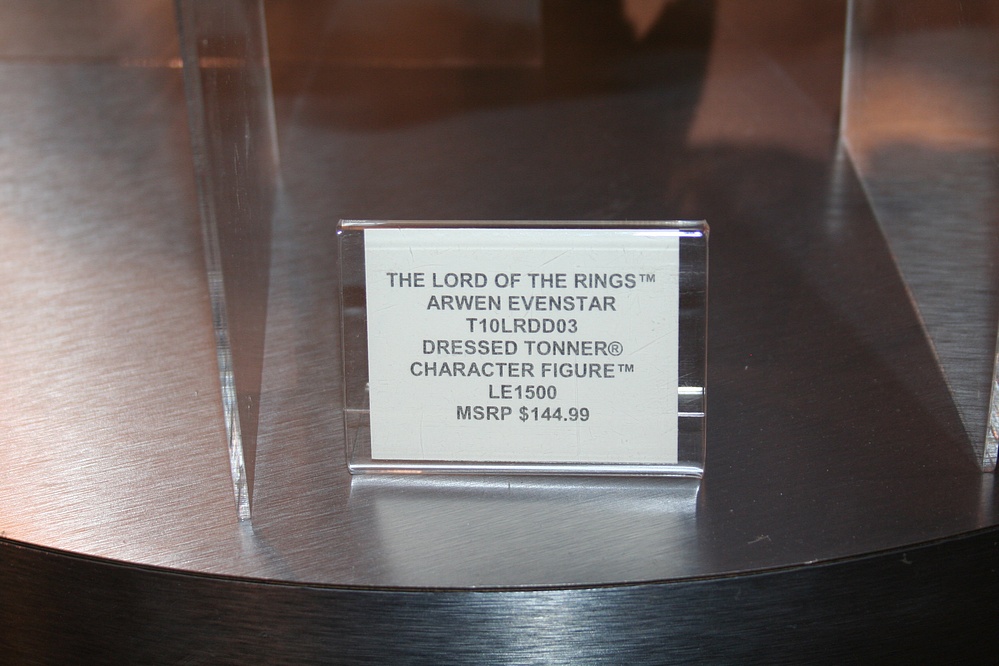 THE LORD OF THE RINGS™
ARWEN EVENSTAR
T10LRDD03
DRESSED TONNER®
CHARACTER FIGURE™
LE1500
MSRP $144.99